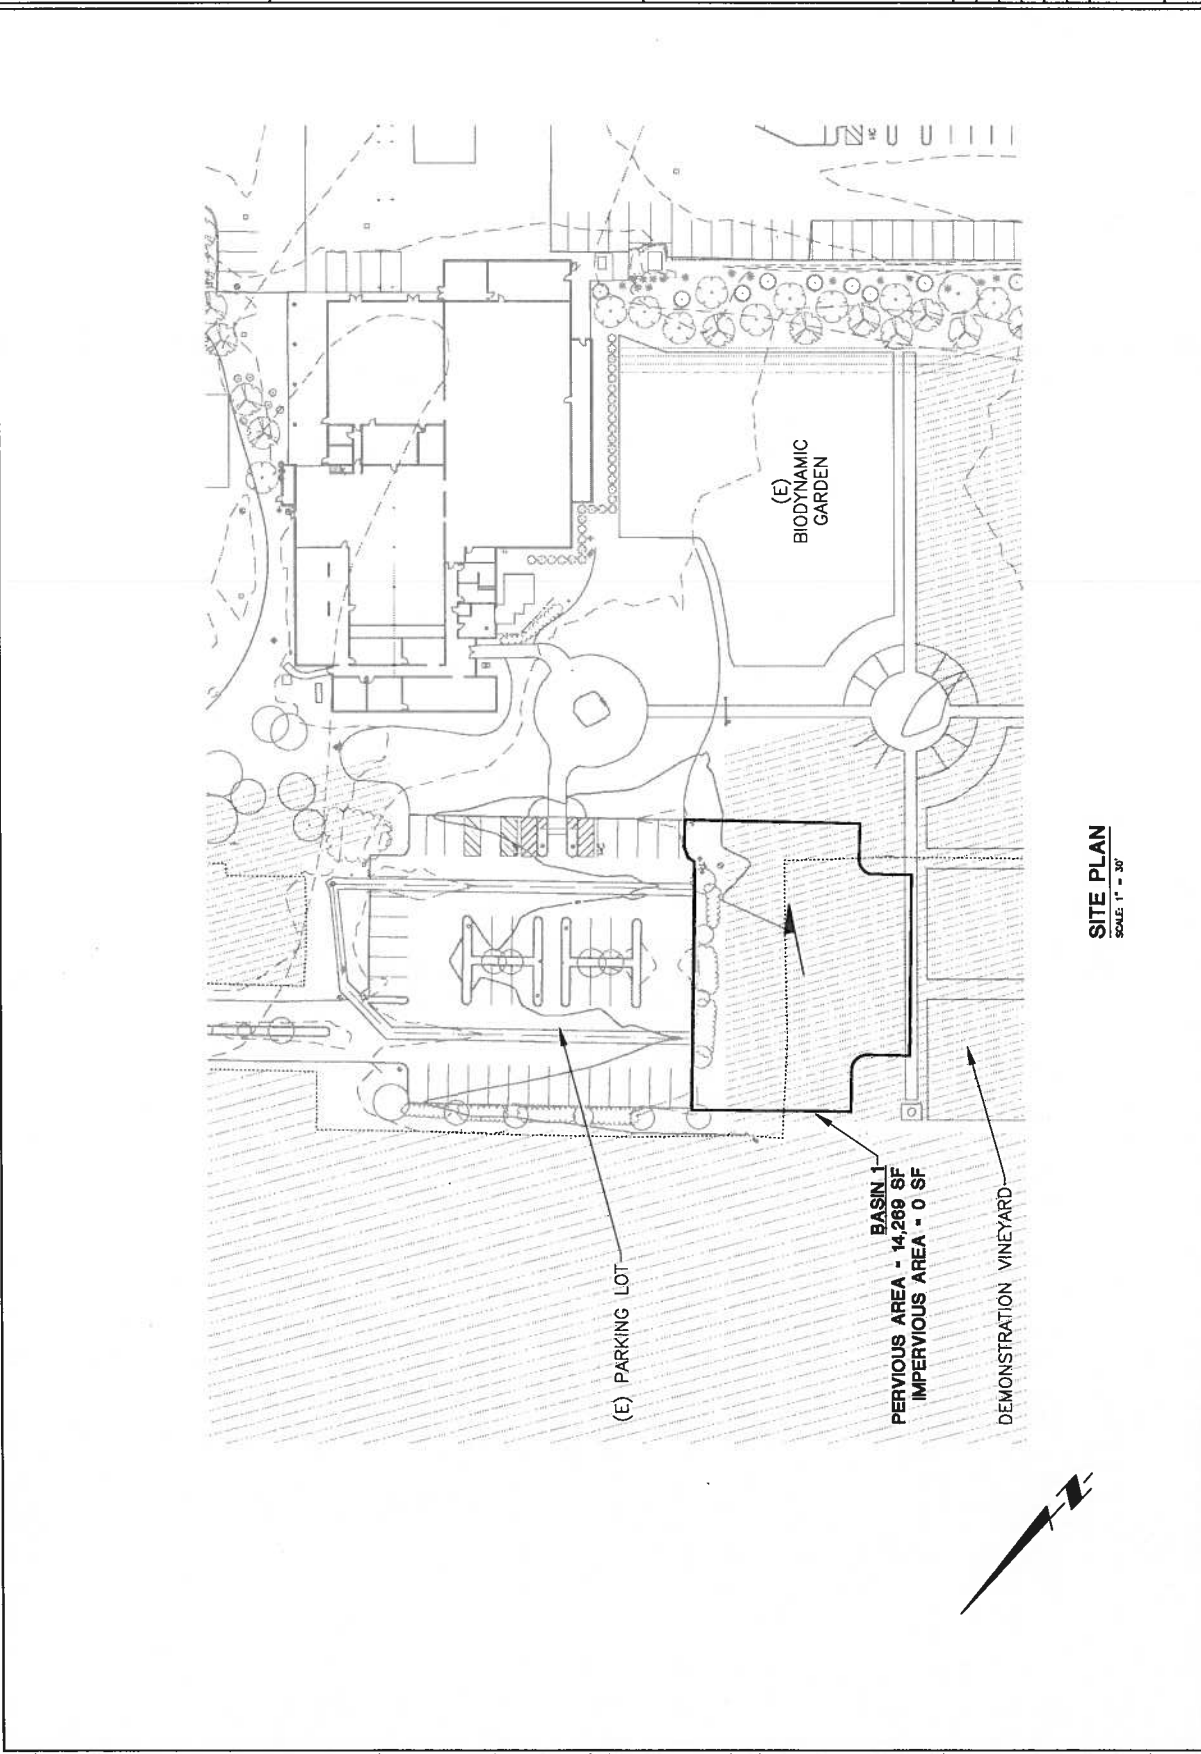 (E)
BIODYNAMIC
GARDEN
(E) PARKING LOT
BASIN 1
PERVIOUS AREA = 14,269 SF
IMPERVIOUS AREA = 0 SF
DEMONSTRATION VINEYARD
SITE PLAN
SCALE: 1" = 30'
HC
N